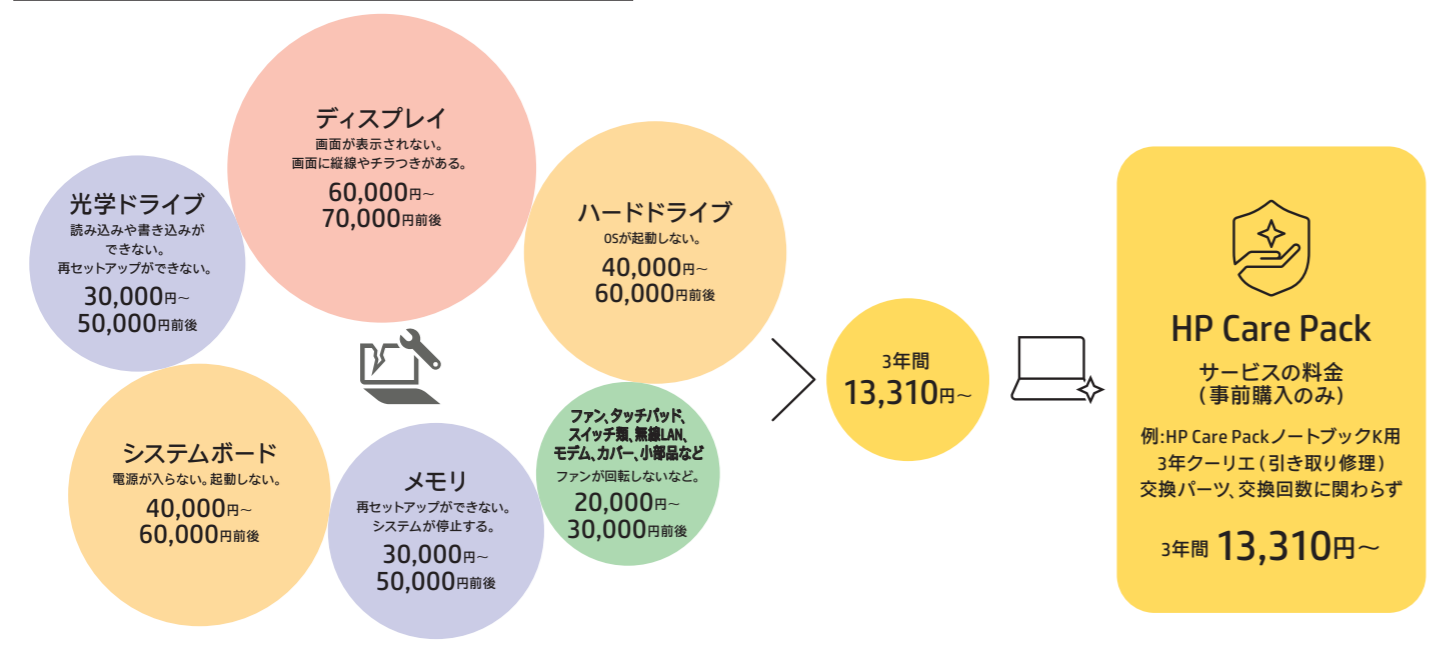 ディスプレイ
画面が表示されない。
画面に縦線やチラつきがある。
60,000円~
70,000円前後
光学ドライブ
読み込みや書き込みが
できない。
再セットアップができない。
30,000円~
50,000円前後
ハードドライブ
OSが起動しない。
40,000円~
60,000円前後
システムボード
電源が入らない。起動しない。
40,000円~
60,000円前後
メモリ
再セットアップができない。
システムが停止する。
30,000円~
50,000円前後
ファン、タッチパッド、
スイッチ類、無線LAN、
モデム、カバー、小部品など
ファンが回転しないなど。
20,000円~
30,000円前後
3年間
13,310円~
HP Care Pack
サービスの料金
(事前購入のみ)
例:HP Care PackノートブックK用
3年クーリエ(引き取り修理)
交換パーツ、交換回数に関わらず
3年間 13,310円~